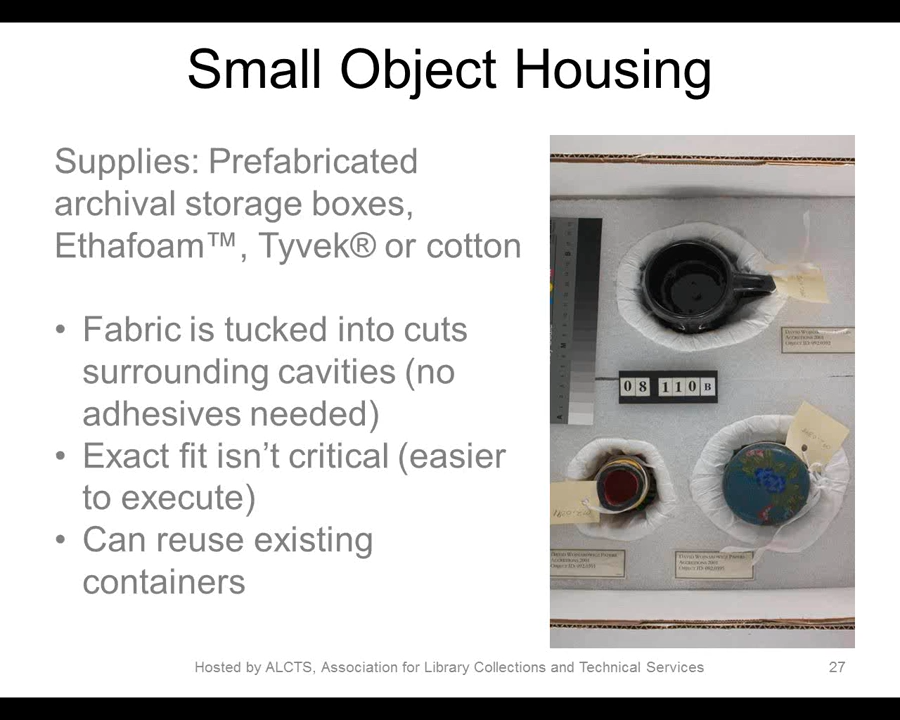 Small Object Housing
Supplies: Prefabricated
archival storage boxes,
Ethafoam™, Tyvek® or cotton
• Fabric is tucked into cuts
surrounding cavities (no
adhesives needed)
• Exact fit isn't critical (easier
to execute)
• Can reuse existing
containers
08 110 B
Hosted by ALCTS, Association for Library Collections and Technical Services
27